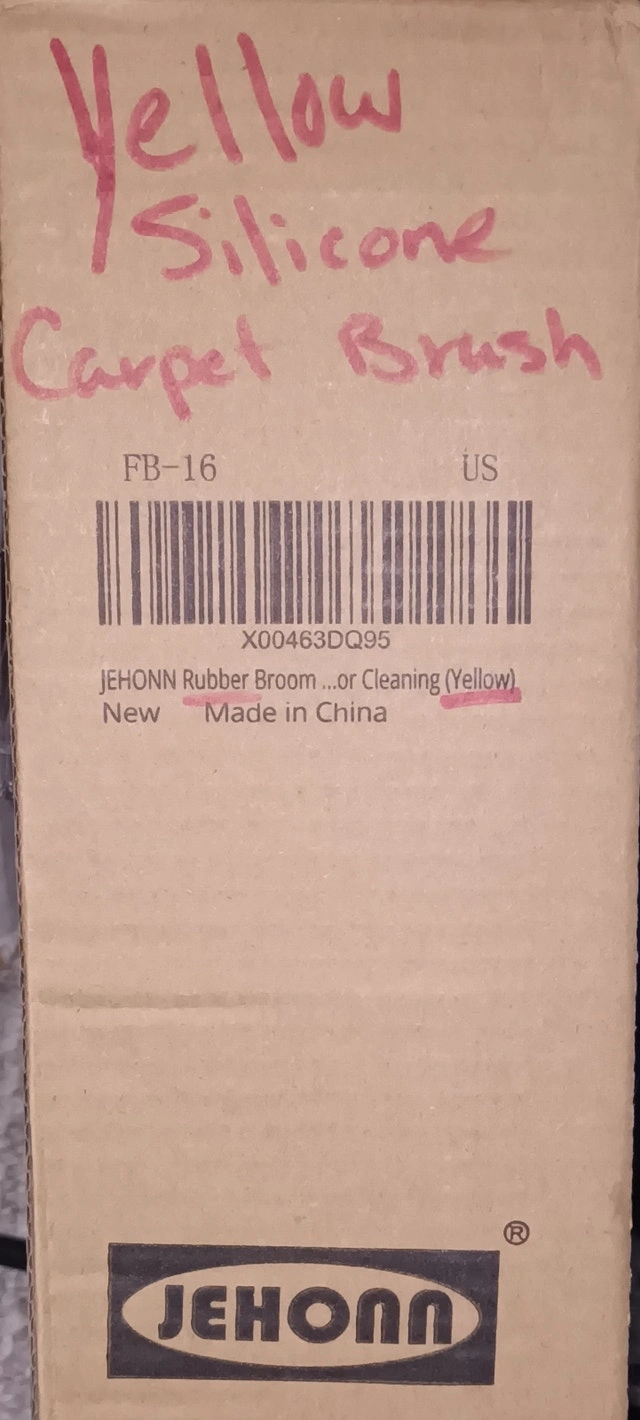 Yellow
Silicone
Carpet Brush
FB-16 US
X00463DQ95
JEHONN Rubber Broom ...or Cleaning (Yellow)
New Made in China
®
JEHONN